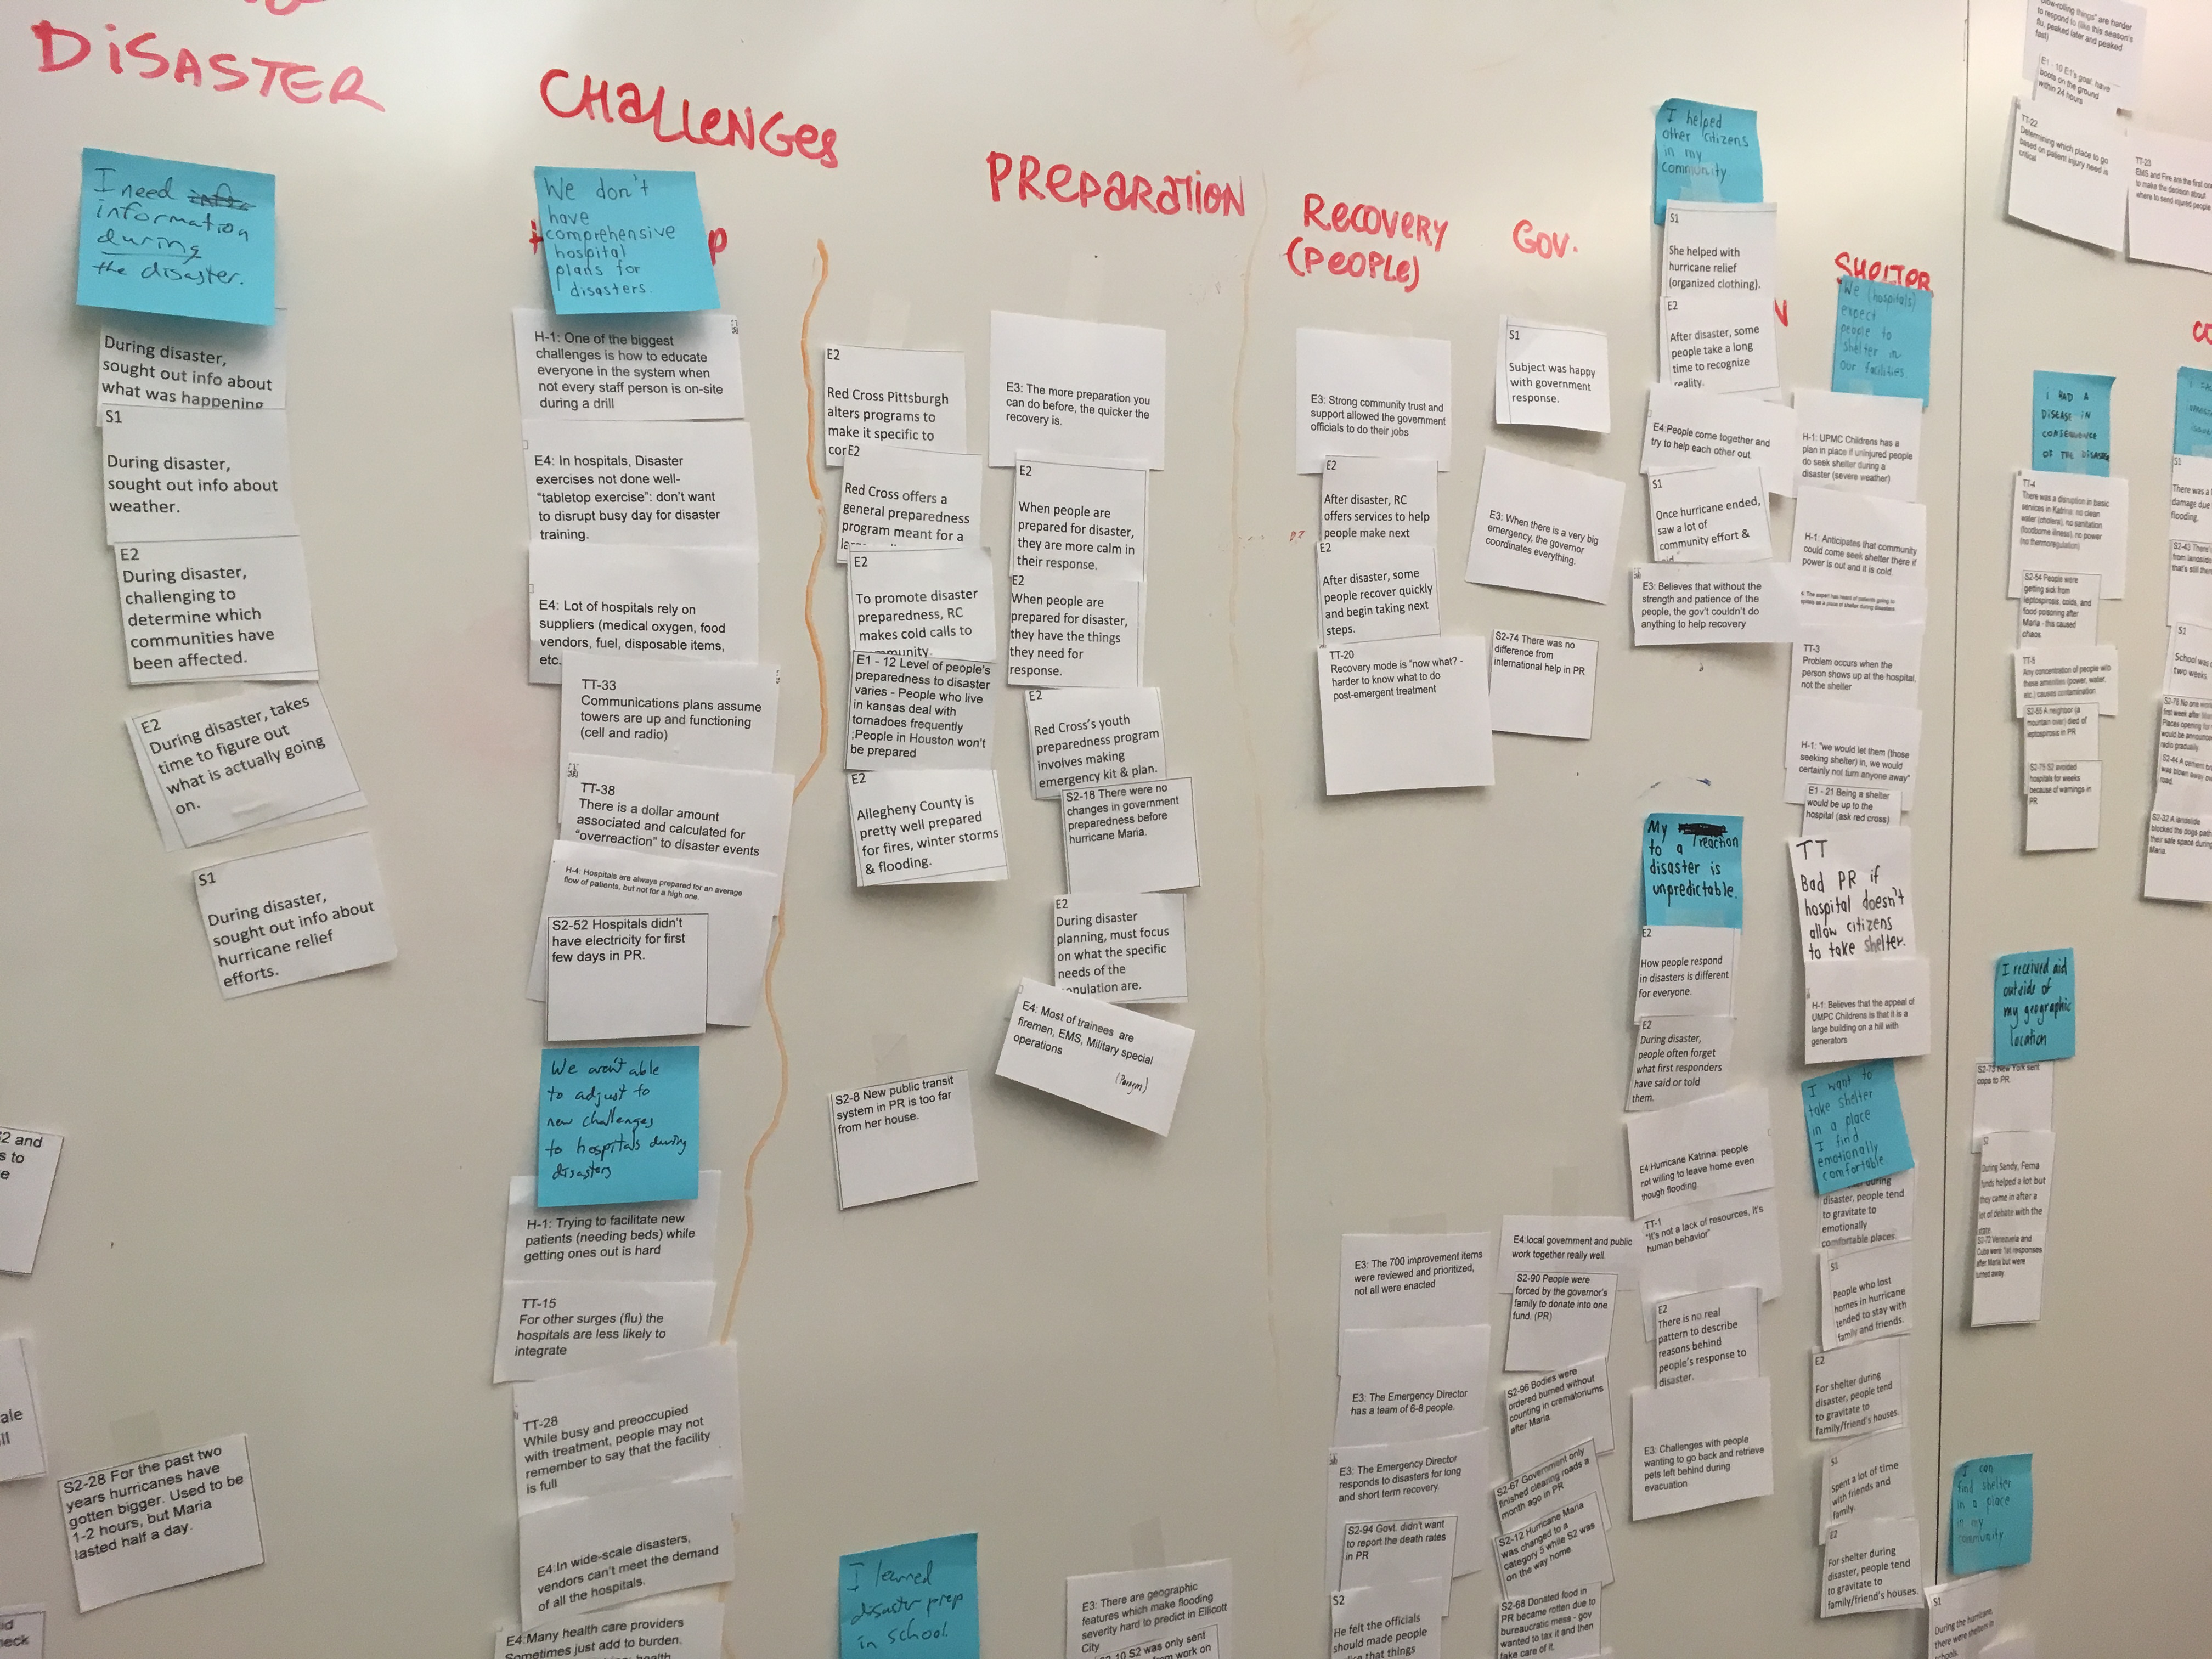 DISASTER
I need
information
during
the disaster.
During disaster,
sought out info about
what was happening
S1
During disaster,
sought out info about
weather.
E2
During disaster,
challenging to
determine which
communities have
been affected.
E2
During disaster, takes
time to figure out
what is actually going
on.
S1
During disaster,
sought out info about
hurricane relief
efforts.
S2-28 For the past two
years hurricanes have
gotten bigger. Used to be
1-2 hours, but Maria
lasted half a day.
CHALLENGES
We don't
have
comprehensive
hospital
plans for
disasters.
H-1: One of the biggest
challenges is how to educate
everyone in the system when
not every staff person is on-site
during a drill
E4: In hospitals, Disaster
exercises not done well-
"tabletop exercise": don't want
to disrupt busy day for disaster
training.
E4: Lot of hospitals rely on
suppliers (medical oxygen, food
vendors, fuel, disposable items,
etc.
TT-33
Communications plans assume
towers are up and functioning
(cell and radio)
TT-38
There is a dollar amount
associated and calculated for
"overreaction" to disaster events
H-4: Hospitals are always prepared for an average
flow of patients, but not for a high one.
S2-52 Hospitals didn't
have electricity for first
few days in PR.
We aren't able
to adjust to
new challenges
to hospitals during
disasters
H-1: Trying to facilitate new
patients (needing beds) while
getting ones out is hard
TT-15
For other surges (flu) the
hospitals are less likely to
integrate
TT-28
While busy and preoccupied
with treatment, people may not
remember to say that the facility
is full
E4:In wide-scale disasters,
vendors can't meet the demand
of all the hospitals.
E4:Many health care providers
Sometimes just add to burden.
PREPARATION
E2
Red Cross Pittsburgh
alters programs to
make it specific to
E2
Red Cross offers a
general preparedness
program meant for a
E2
To promote disaster
preparedness, RC
makes cold calls to
E1 - 12 Level of people's
preparedness to disaster
varies - People who live
in kansas deal with
tornadoes frequently
;People in Houston won't
be prepared
E2
Allegheny County is
pretty well prepared
for fires, winter storms
& flooding.
S2-8 New public transit
system in PR is too far
from her house.
I learned
disaster prep
in school.
E3: The more preparation you
can do before, the quicker the
recovery is.
E2
When people are
prepared for disaster,
they are more calm in
their response.
E2
When people are
prepared for disaster,
they have the things
they need for
response.
E2
Red Cross's youth
preparedness program
involves making
emergency kit & plan.
S2-18 There were no
changes in government
preparedness before
hurricane Maria.
E2
During disaster
planning, must focus
on what the specific
needs of the
population are.
E4: Most of trainees are
firemen, EMS, Military special
operations
E3: There are geographic
features which make flooding
severity hard to predict in Ellicott
City
S2 was only sent
RECOVERY
(PEOPLE)
E3: Strong community trust and
support allowed the government
officials to do their jobs
E2
After disaster, RC
offers services to help
people make next
E2
After disaster, some
people recover quickly
and begin taking next
steps.
TT-20
Recovery mode is "now what? -
harder to know what to do
post-emergent treatment
E3: The 700 improvement items
were reviewed and prioritized,
not all were enacted
E3: The Emergency Director
has a team of 6-8 people.
E3: The Emergency Director
responds to disasters for long
and short term recovery.
S2-94 Govt. didn't want
to report the death rates
in PR
S2
He felt the officials
should made people
GOV.
S1
Subject was happy
with government
response.
E3: When there is a very big
emergency, the governor
coordinates everything.
S2-74 There was no
difference from
international help in PR
E4:local government and public
work together really well.
S2-90 People were
forced by the governor's
family to donate into one
fund. (PR)
S2-96 Bodies were
ordered burned without
counting in crematoriums
after Maria.
S2-67 Government only
finished clearing roads a
month ago in PR
S2-12 Hurricane Maria
was changed to a
category 5 while S2 was
on the way home.
S2-68 Donated food in
PR became rotten due to
bureaucratic mess - gov
wanted to tax it and then
take care of it.
I helped
other citizens
in my
community
S1
She helped with
hurricane relief
(organized clothing).
E2
After disaster, some
people take a long
time to recognize
reality.
E4:People come together and
try to help each other out.
S1
Once hurricane ended,
saw a lot of
community effort &
E3: Believes that without the
strength and patience of the
people, the gov't couldn't do
anything to help recovery
My reaction
to a
disaster is
unpredictable.
E2
How people respond
in disasters is different
for everyone.
E2
During disaster,
people often forget
what first responders
have said or told
them.
E4:Hurricane Katrina: people
not willing to leave home even
though flooding.
TT-1
"It's not a lack of resources, it's
human behavior"
E2
There is no real
pattern to describe
reasons behind
people's response to
disaster.
E3: Challenges with people
wanting to go back and retrieve
pets left behind during
evacuation
SHELTER
We (hospitals)
expect
people to
shelter in
our facilities.
H-1: UPMC Childrens has a
plan in place if uninjured people
do seek shelter during a
disaster (severe weather)
H-1: Anticipates that community
could come seek shelter there if
power is out and it is cold.
TT-3
Problem occurs when the
person shows up at the hospital,
not the shelter
H-1: "we would let them (those
seeking shelter) in, we would
certainly not turn anyone away"
E1 - 21 Being a shelter
would be up to the
hospital (ask red cross)
TT
Bad PR if
hospital doesn't
allow citizens
to take shelter.
H-1: Believes that the appeal of
UMPC Childrens is that it is a
large building on a hill with
generators
I want to
take shelter
in a place
I find
emotionally
comfortable.
disaster, people tend
to gravitate to
emotionally
comfortable places.
S1
People who lost
homes in hurricane
tended to stay with
family and friends.
E2
For shelter during
disaster, people tend
to gravitate to
family/friend's houses.
S1
Spent a lot of time
with friends and
family.
E2
For shelter during
disaster, people tend
to gravitate to
family/friend's houses.
are harder
to respond to (like this season's
flu, peaked later and peaked
fast)
E1 - 10 E1's goal: have
boots on the ground
within 24 hours
TT-22
Determining which place to go
based on patient injury need is
critical
TT-23
EMS and Fire are the first one
to make the decision about
where to send injured people
I HAD A
DISEASE IN
CONSEQUENCE
OF THE DISASTER
TT-4
There was a disruption in basic
services in Katrina: no clean
water (cholera), no sanitation
(foodborne illness), no power
(no thermoregulation)
S2-54 People were
getting sick from
leptospirosis, colds, and
food poisoning after
Maria - this caused
chaos.
TT-5
Any concentration of people w/o
these amenities (power, water,
etc.) causes contamination
S2-55 A neighbor (a
mountain over) died of
leptospirosis in PR
S2 avoided
hospitals for weeks
because of warnings in
PR
I received aid
outside of
my geographic
location
New York sent
cops to PR.
During Sandy, Fema
funds helped a lot but
they came in after a
lot of debate with the
state.
S2-72 Venezuela and
Cuba were 1st responses
after Maria but were
turned away.
I can
find shelter
in a place
in my
community
S1
During the hurricane,
there were shelters in
schools.
S1
There was a
damage due
flooding.
S1
School was
two weeks.
S2-32 A landslide
blocked the dogs path
their safe space during
Maria.